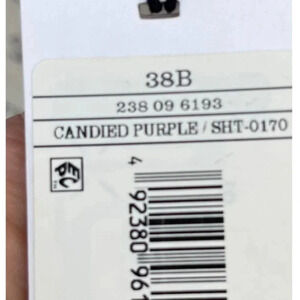 38B
238 09 6193
CANDIED PURPLE / SHT-0170
4 92380 961